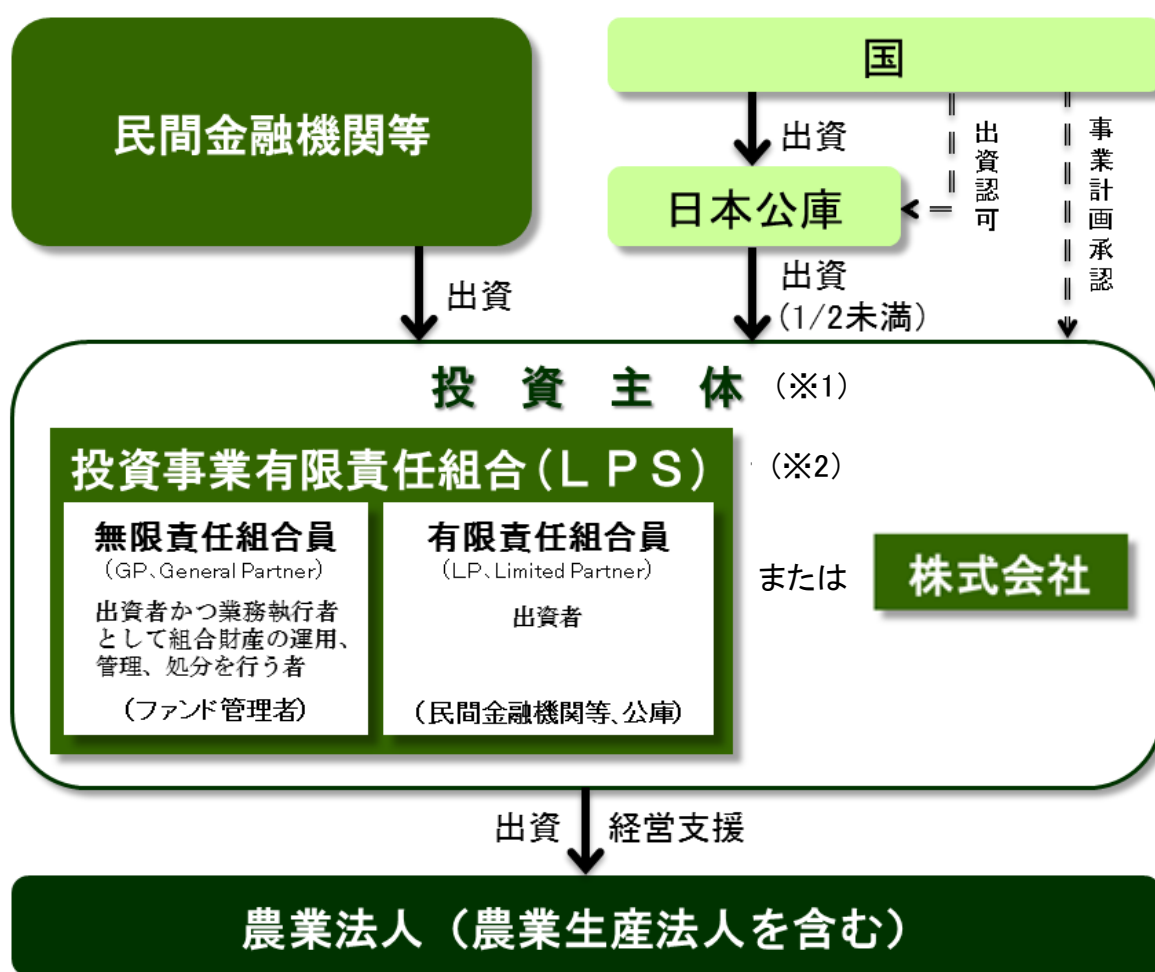 国
民間金融機関等
出資
出資認可
事業計画承認
日本公庫
出資
出資
(1/2未満)
投資主体 (※1)
投資事業有限責任組合(LPS) (※2)
無限責任組合員
(GP、General Partner)
出資者かつ業務執行者
として組合財産の運用、
管理、処分を行う者
(ファンド管理者)
有限責任組合員
(LP、Limited Partner)
出資者
(民間金融機関等、公庫)
または
株式会社
出資
経営支援
農業法人(農業生産法人を含む)